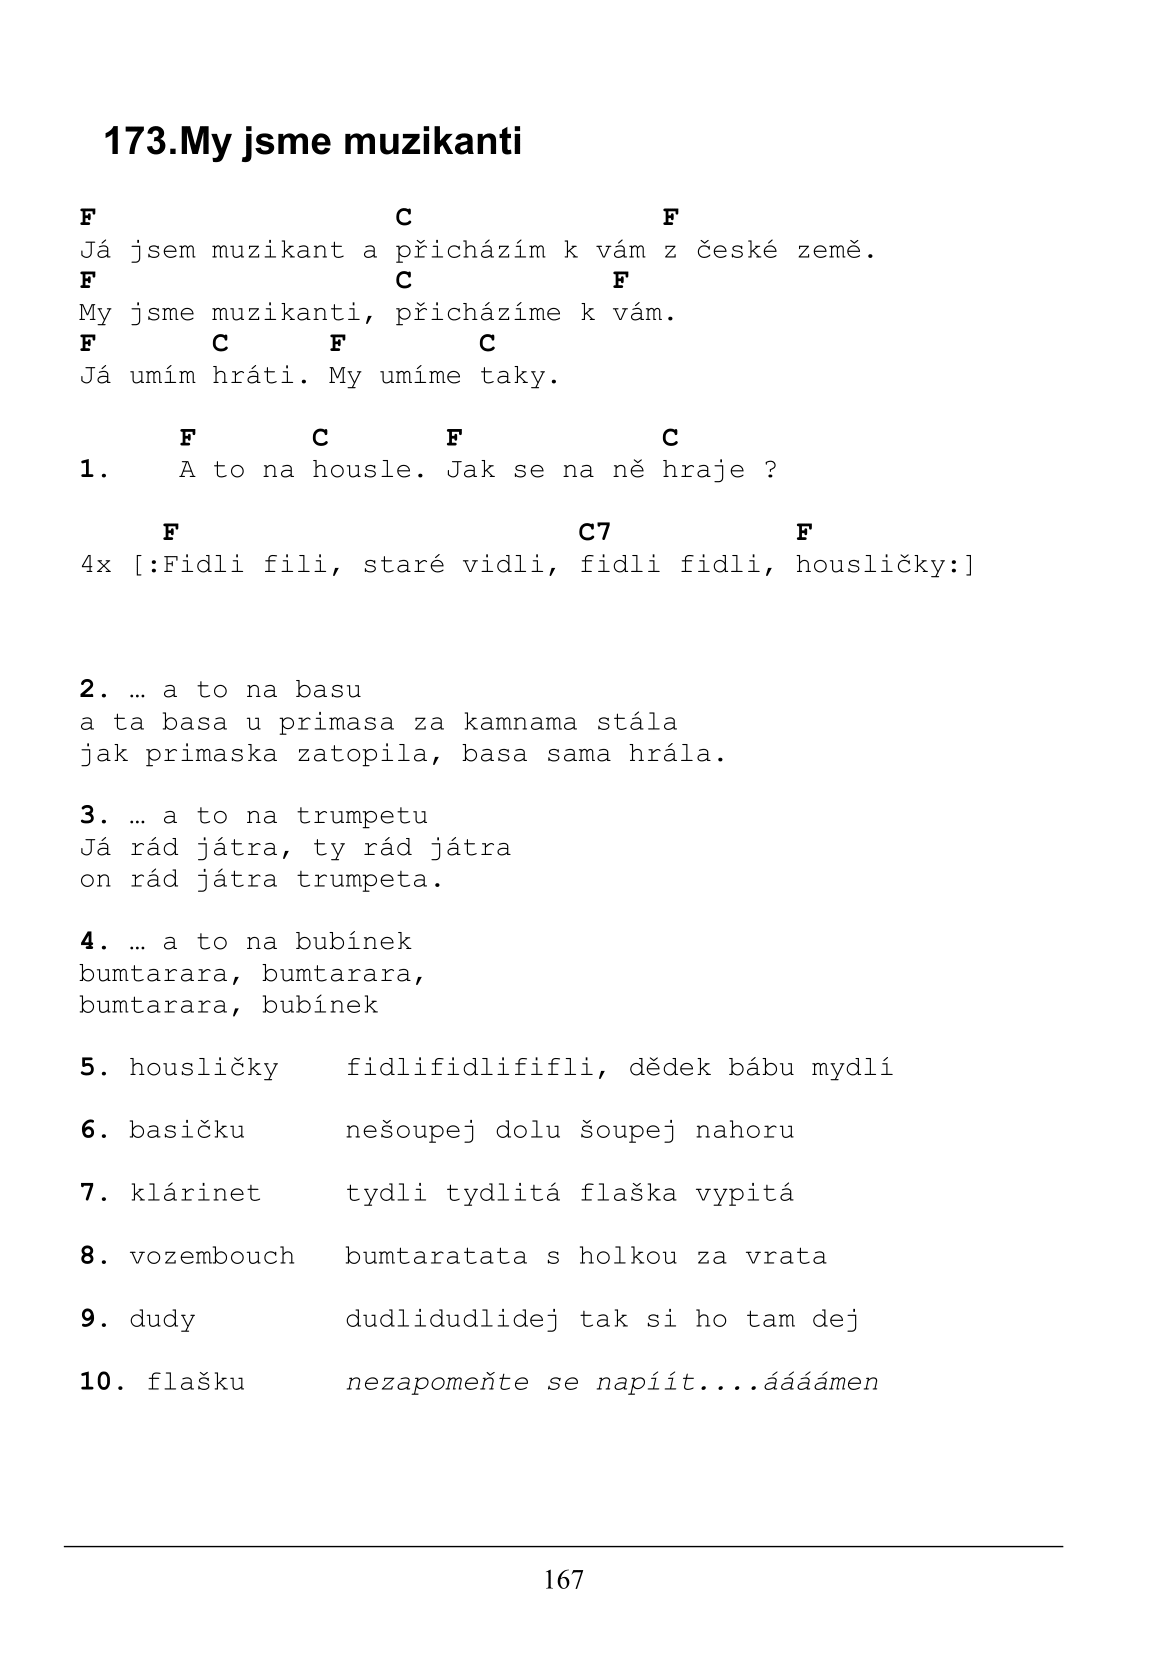 173.My jsme muzikanti
F C F
Já jsem muzikant a přicházím k vám z české země.
F C F
My jsme muzikanti, přicházíme k vám.
F C F C
Já umím hráti. My umíme taky.
F C F C
1. A to na housle. Jak se na ně hraje ?
F C7 F
4x [:Fidli fili, staré vidli, fidli fidli, housličky:]
2. … a to na basu
a ta basa u primasa za kamnama stála
jak primaska zatopila, basa sama hrála.
3. … a to na trumpetu
Já rád játra, ty rád játra
on rád játra trumpeta.
4. … a to na bubínek
bumtarara, bumtarara,
bumtarara, bubínek
5. housličky fidlifidlififli, dědek bábu mydlí
6. basičku nešoupej dolu šoupej nahoru
7. klárinet tydli tydlitá flaška vypitá
8. vozembouch bumtaratata s holkou za vrata
9. dudy dudlidudlidej tak si ho tam dej
10. flašku nezapomeňte se napíít....áááámen
167